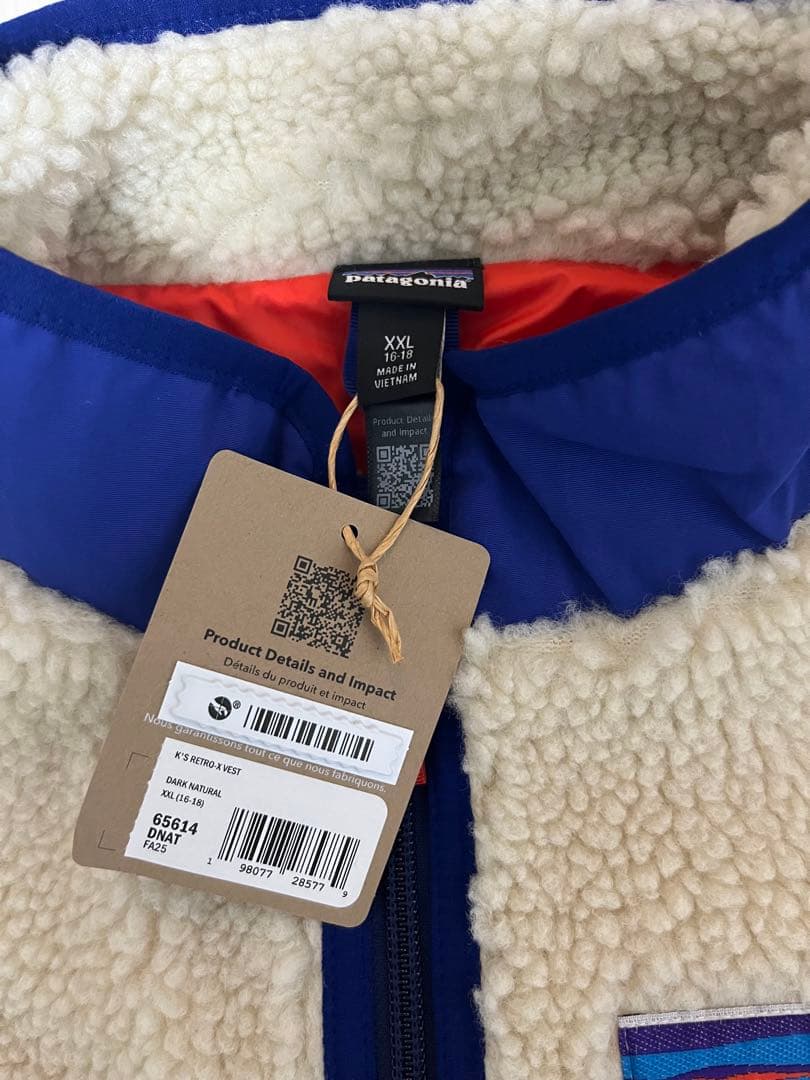 patagonia
XXL
16-18
MADE IN
VIETNAM
Product Details
and Impact
Product Details and Impact
Détails du produit et impact
®
Nous garantissons tout ce que nous fabriquons.
K'S RETRO-X VEST
DARK NATURAL
XXL (16-18)
65614
DNAT
FA25
1 98077 28577 9